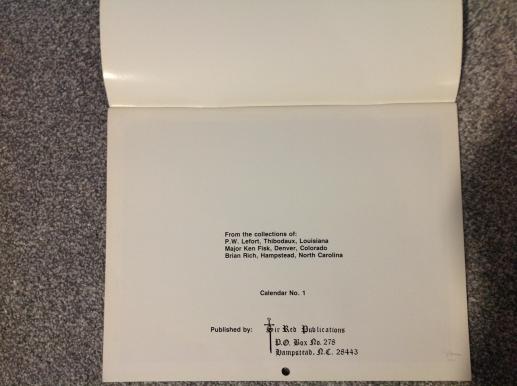 From the collections of:
P.W. Lefort, Thibodaux, Louisiana
Major Ken Fisk, Denver, Colorado
Brian Rich, Hampstead, North Carolina
Calendar No. 1
Published by: Sir Red Publications
P.O. Box No. 278
Hampstead, N.C. 28443